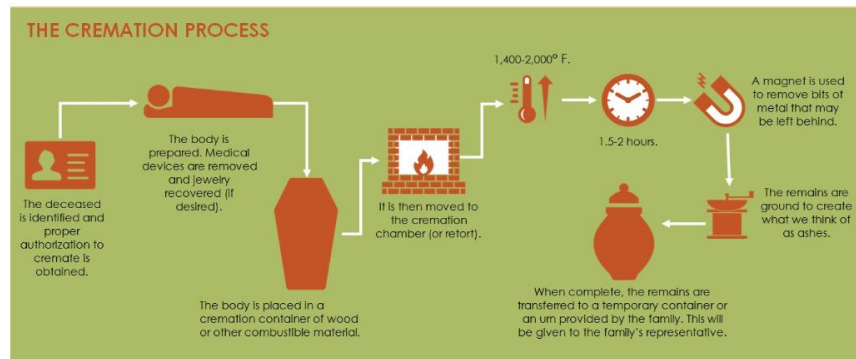 THE CREMATION PROCESS
The deceased
is identified and
proper
authorization to
cremate is
obtained.
The body is
prepared. Medical
devices are removed
and jewelry
recovered (if
desired).
The body is placed in a
cremation container of wood
or other combustible material.
It is then moved to
the cremation
chamber (or retort).
1,400-2,000° F.
1.5-2 hours.
A magnet is used
to remove bits of
metal that may
be left behind.
The remains are
ground to create
what we think of
as ashes.
When complete, the remains are
transferred to a temporary container or
an urn provided by the family. This will
be given to the family's representative.